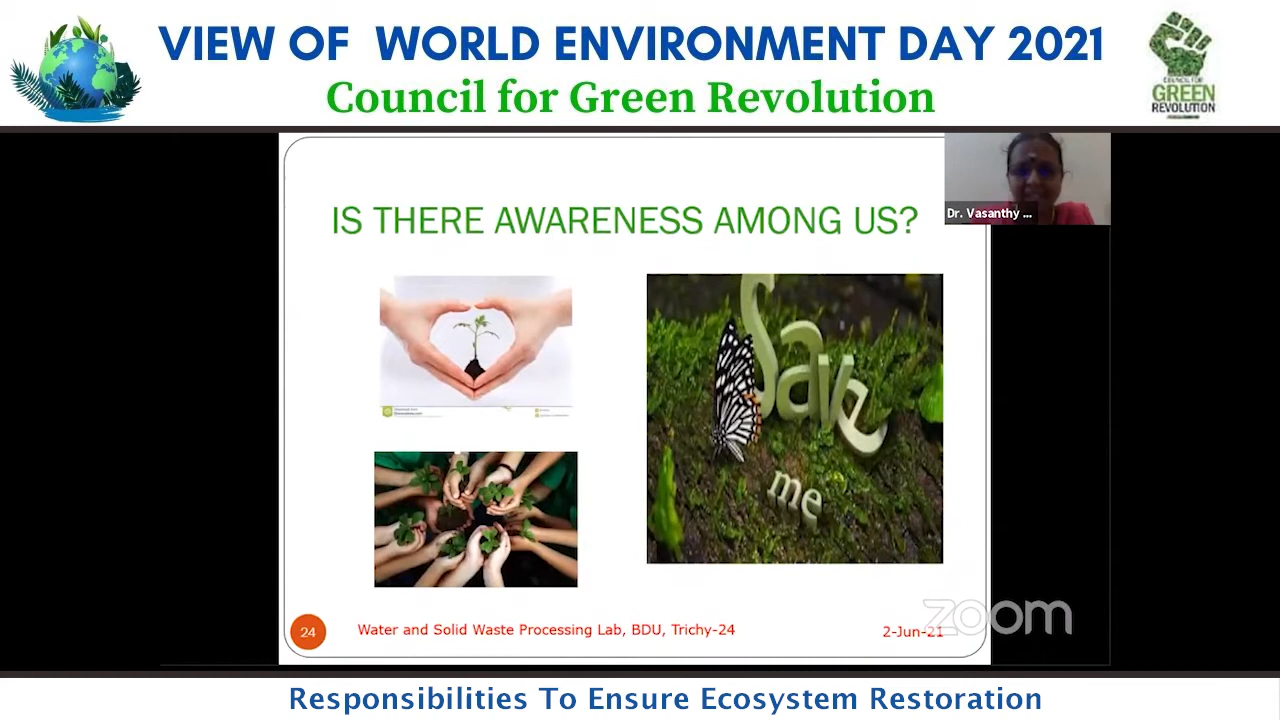 VIEW OF WORLD ENVIRONMENT DAY 2021
Council for Green Revolution
COUNCIL FOR
GREEN
REVOLUTION
Dr. Vasanthy ...
IS THERE AWARENESS AMONG US?
Save
me
zoom
24
Water and Solid Waste Processing Lab, BDU, Trichy-24
2-Jun-21
Responsibilities To Ensure Ecosystem Restoration